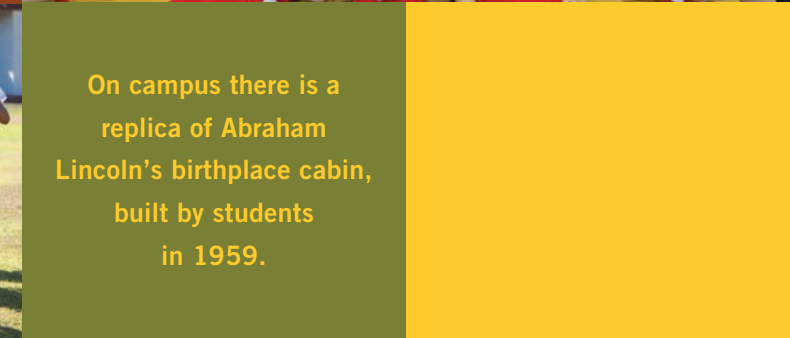 On campus there is a
replica of Abraham
Lincoln’s birthplace cabin,
built by students
in 1959.